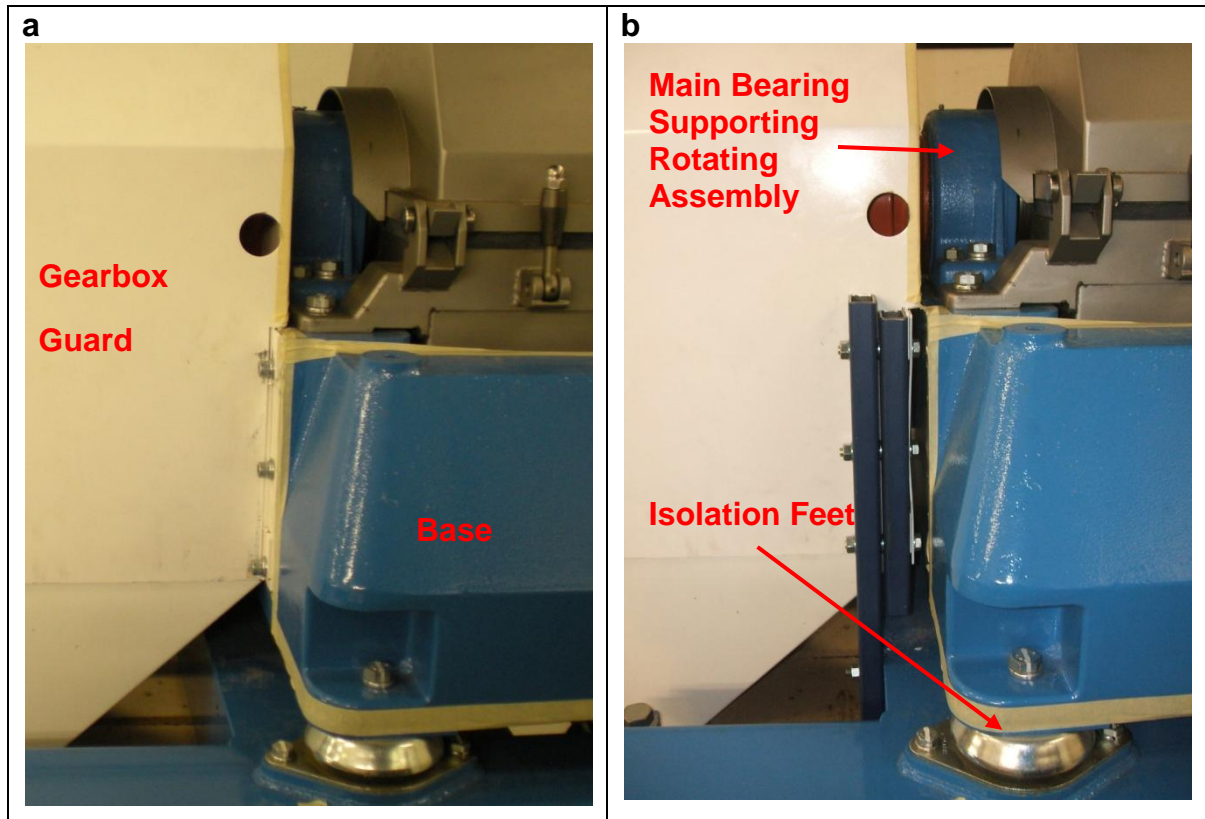 a
Gearbox
Guard
Base
b
Main Bearing
Supporting
Rotating
Assembly
Isolation Feet